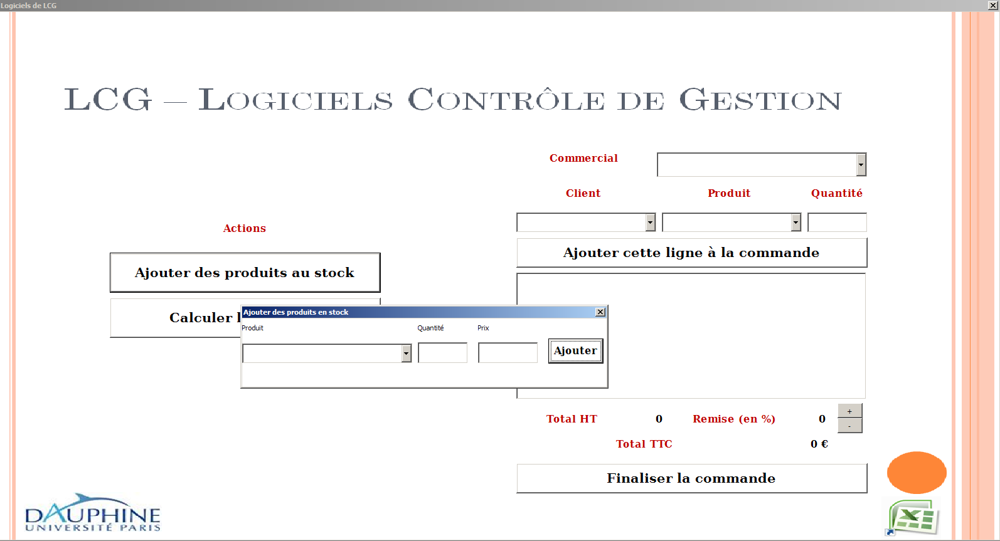 Logiciels de LCG
LCG – Logiciels Contrôle de Gestion
Commercial
Client Produit Quantité
Actions
Ajouter des produits au stock
Calculer
Ajouter cette ligne à la commande
Ajouter des produits en stock
Produit Quantité Prix
Ajouter
Total HT 0 Remise (en %) 0 +
-
Total TTC 0 €
Finaliser la commande
DAUPHINE
UNIVERSITÉ PARIS